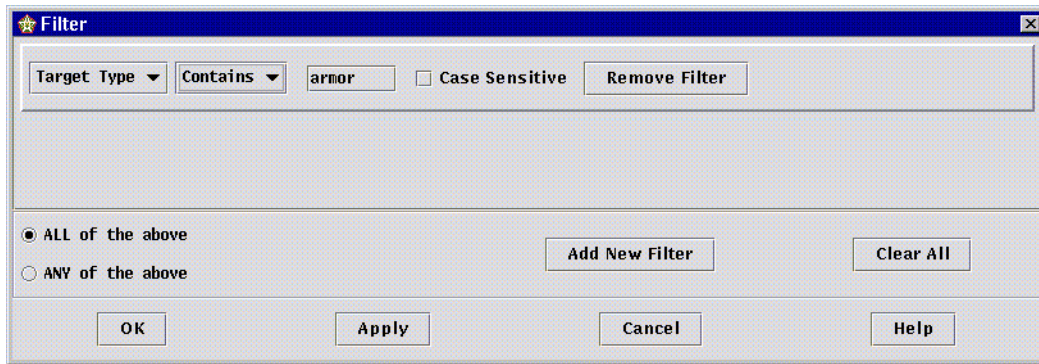 Filter
Target Type Contains armor Case Sensitive Remove Filter
ALL of the above
ANY of the above
Add New Filter Clear All
OK Apply Cancel Help